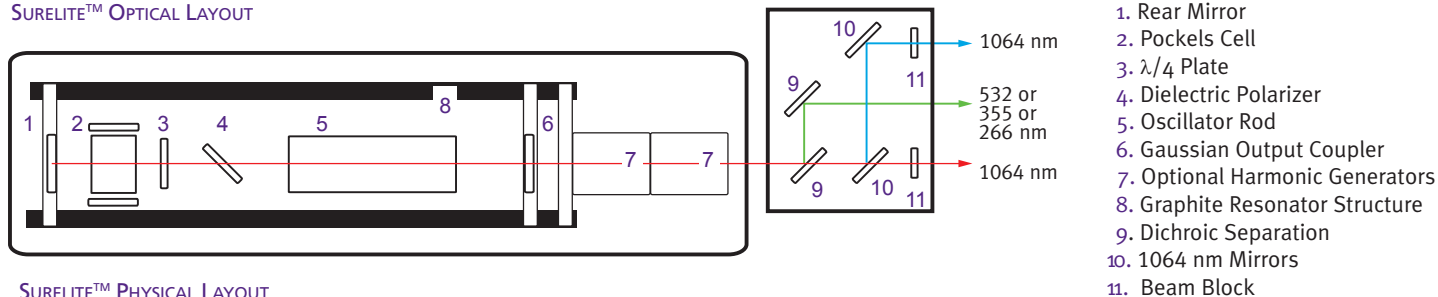 SURELITE™ OPTICAL LAYOUT
1
2
3
4
5
8
6
7
7
9
9
10
10
11
11
1064 nm
532 or
355 or
266 nm
1064 nm
1. Rear Mirror
2. Pockels Cell
3. λ/4 Plate
4. Dielectric Polarizer
5. Oscillator Rod
6. Gaussian Output Coupler
7. Optional Harmonic Generators
8. Graphite Resonator Structure
9. Dichroic Separation
10. 1064 nm Mirrors
11. Beam Block
SURELITE™ PHYSICAL LAYOUT